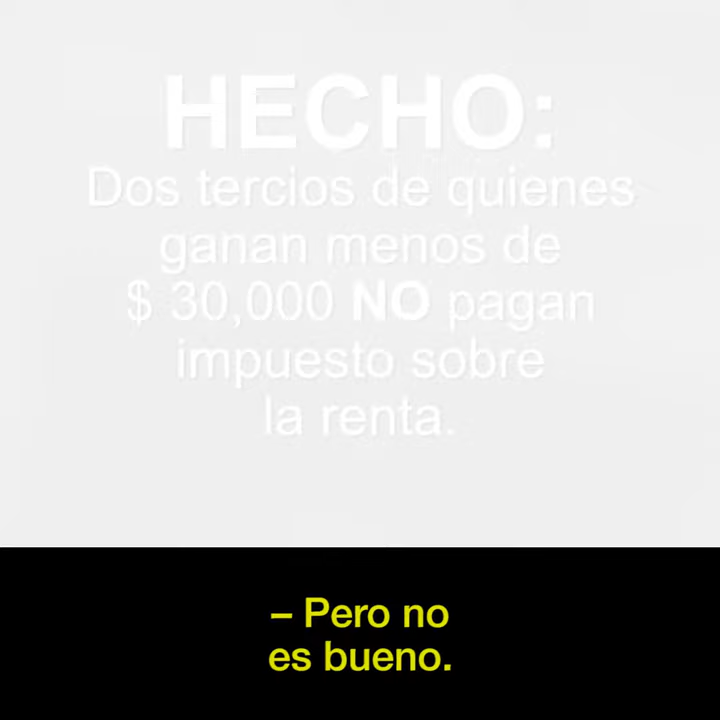 HECHO:
Dos tercios de quienes
ganan menos de
$ 30,000 NO pagan
impuesto sobre
la renta.
– Pero no
es bueno.